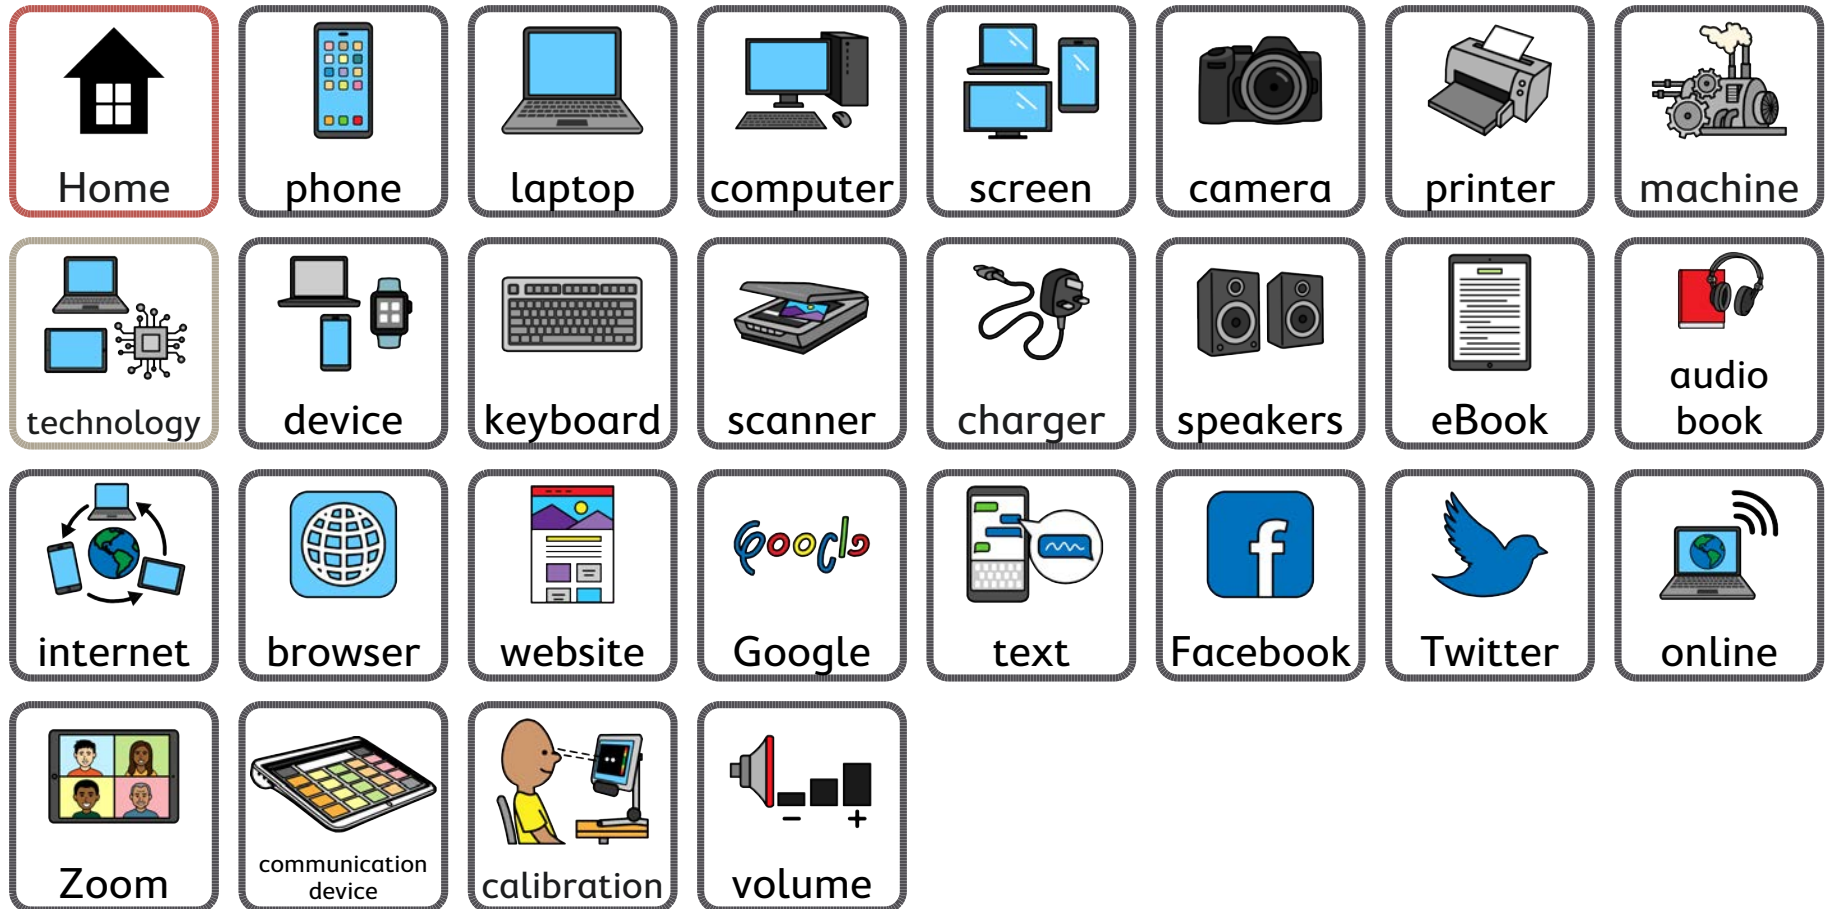 Home
phone
laptop
computer
screen
camera
printer
machine
technology
device
keyboard
scanner
charger
speakers
eBook
audio
book
internet
browser
website
Google
text
Facebook
Twitter
online
Zoom
communication
device
calibration
- +
volume